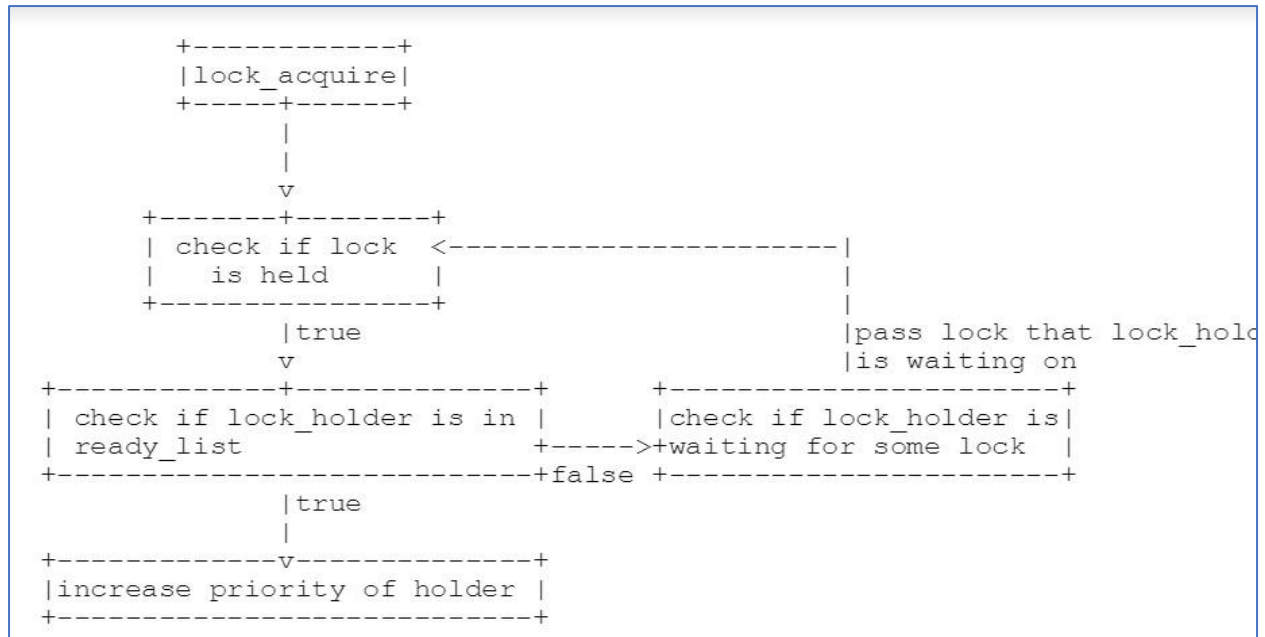 +------------+
|lock_acquire|
+-----+------+
|
|
v
+-------+--------+
| check if lock <-----------------------|
| is held | |
+----------------+ |
|true |pass lock that
v |is waiting on
+-------------+--------------+ +-----------------------+
| check if lock_holder is in | |check if lock_holder is|
| ready_list +----->+waiting for some lock |
+----------------------------+false +-----------------------+
|true
|
+-------------v--------------+
|increase priority of holder |
+----------------------------+